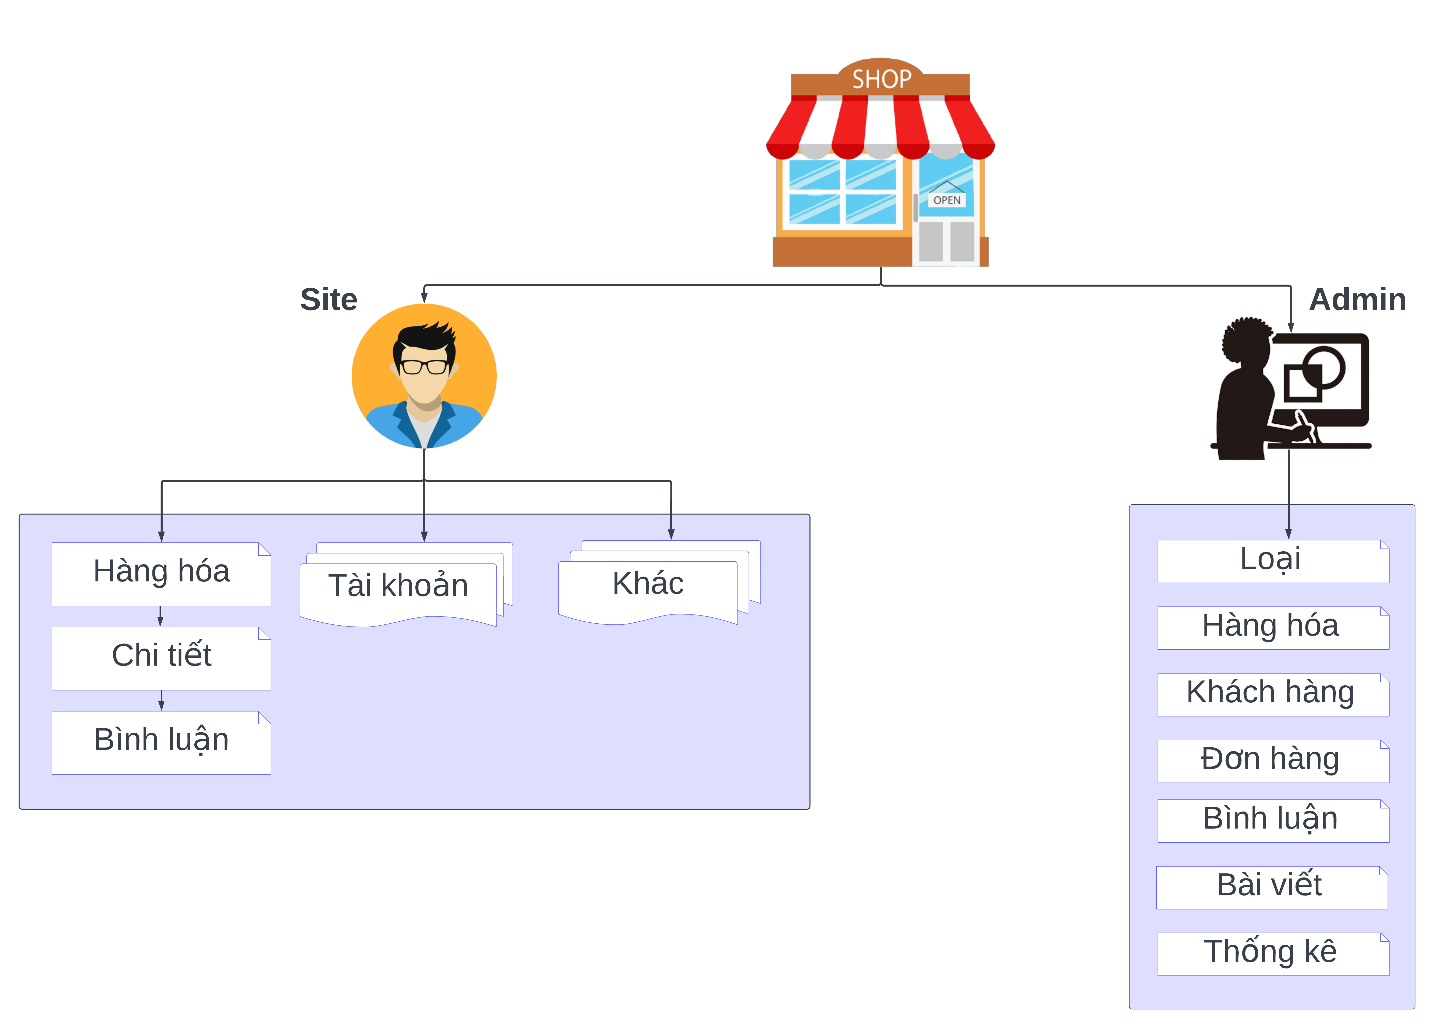 SHOP
OPEN
Site
Admin
Hàng hóa
Tài khoản
Khác
Chi tiết
Bình luận
Loại
Hàng hóa
Khách hàng
Đơn hàng
Bình luận
Bài viết
Thống kê